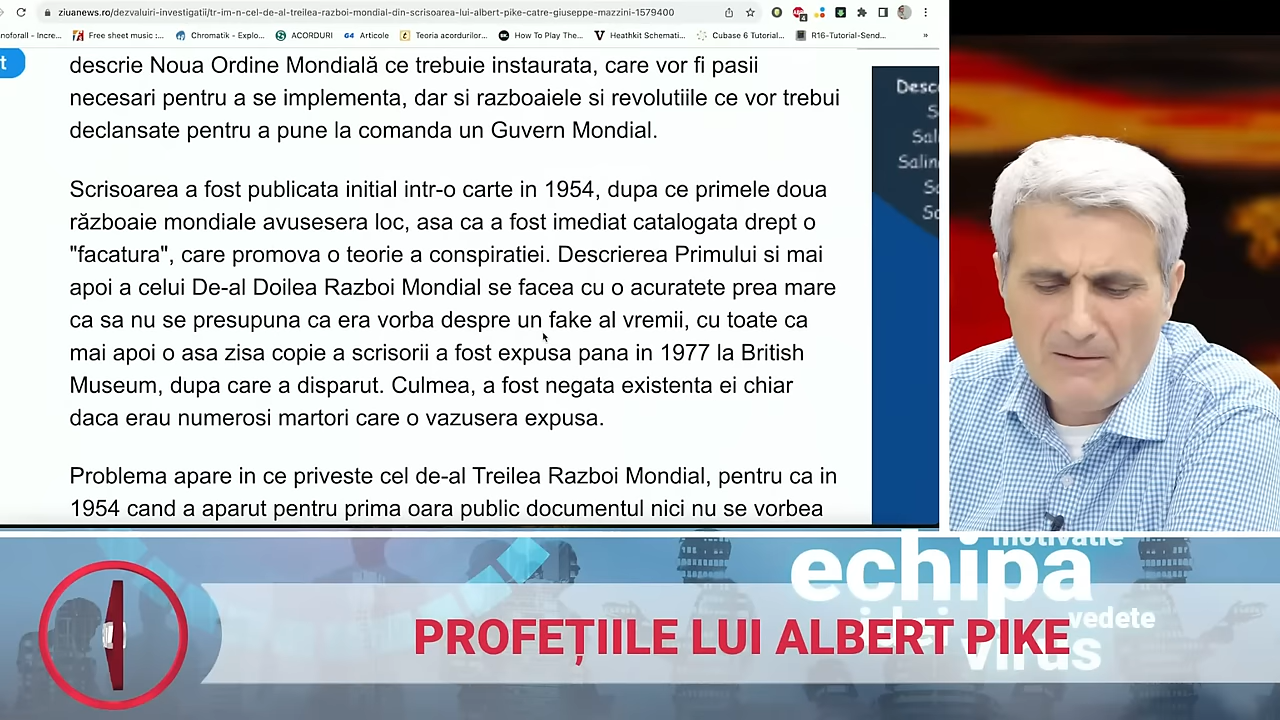 ziuanews.ro/dezvaluiri-investigatii/tr-im-n-cel-de-al-treilea-razboi-mondial-din-scrisoarea-lui-albert-pike-catre-giuseppe-mazzini-1579400
noforall - Incre... Free sheet music :... Chromatik - Explo... ACORDURI G4 Articole Teoria acordurilor... How To Play The... Heathkit Schemati... Cubase 6 Tutorial... R16-Tutorial-Send... »
t
descrie Noua Ordine Mondială ce trebuie instaurata, care vor fi pasii
necesari pentru a se implementa, dar si razboaiele si revolutiile ce vor trebui
declansate pentru a pune la comanda un Guvern Mondial.
Scrisoarea a fost publicata initial intr-o carte in 1954, dupa ce primele doua
războaie mondiale avusesera loc, asa ca a fost imediat catalogata drept o
"facatura", care promova o teorie a conspiratiei. Descrierea Primului si mai
apoi a celui De-al Doilea Razboi Mondial se facea cu o acuratete prea mare
ca sa nu se presupuna ca era vorba despre un fake al vremii, cu toate ca
mai apoi o asa zisa copie a scrisorii a fost expusa pana in 1977 la British
Museum, dupa care a disparut. Culmea, a fost negata existenta ei chiar
daca erau numerosi martori care o vazusera expusa.
Problema apare in ce priveste cel de-al Treilea Razboi Mondial, pentru ca in
1954 cand a aparut pentru prima oara public documentul nici nu se vorbea
Desc
S
Sal
Salin
Sa
Sa
motivatie
echipa
vedete
virus
PROFEȚIILE LUI ALBERT PIKE